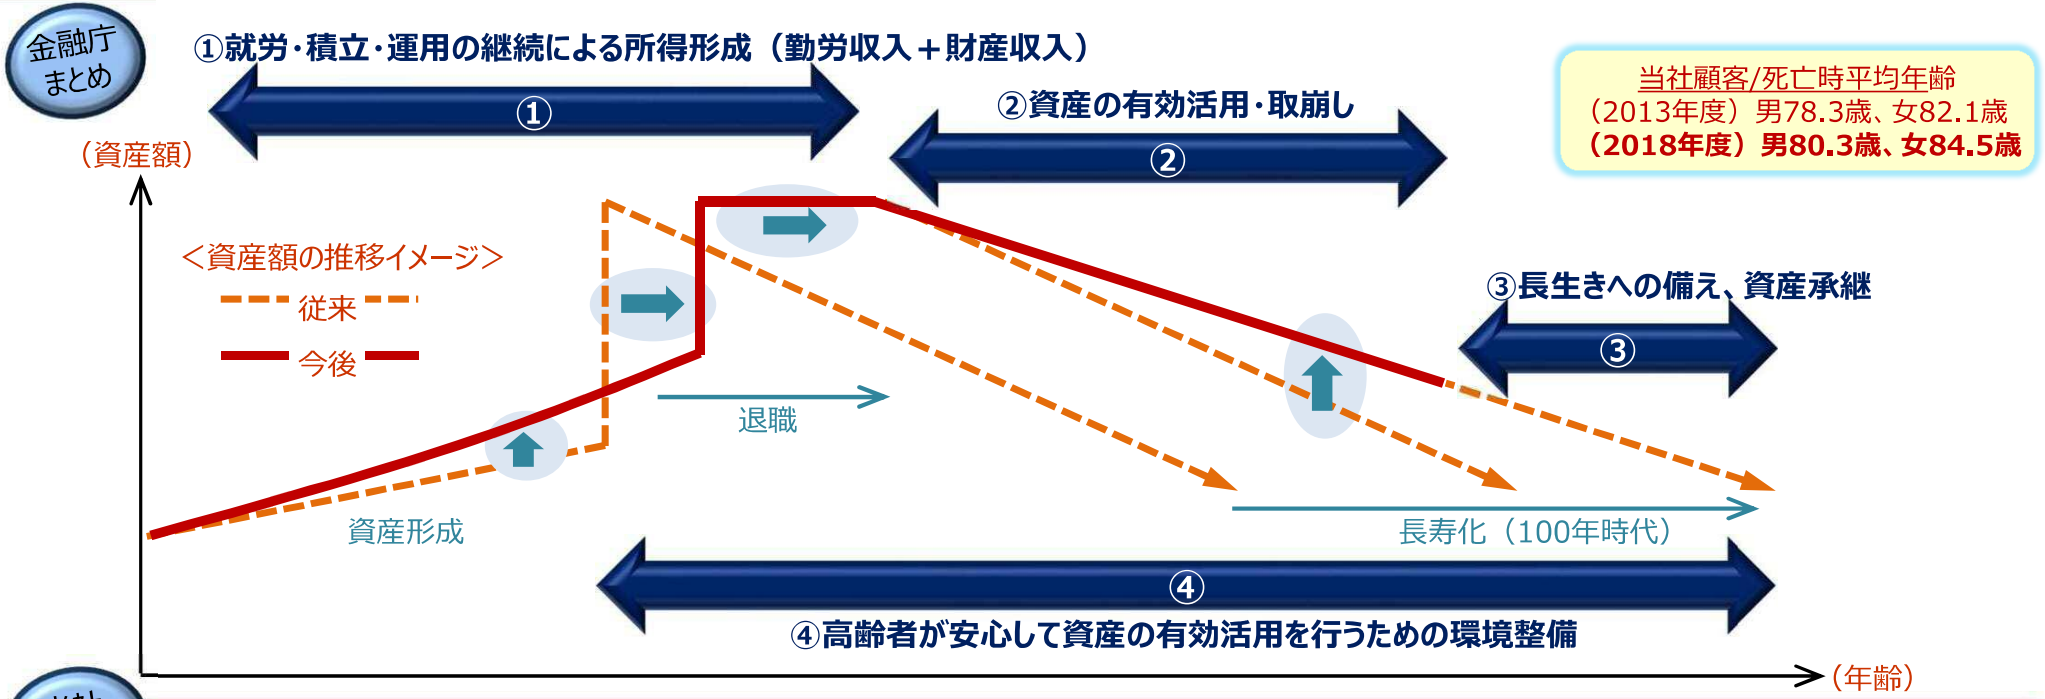 金融庁
まとめ
①就労・積立・運用の継続による所得形成（勤労収入＋財産収入）
①
②資産の有効活用・取崩し
②
当社顧客/死亡時平均年齢
（2013年度）男78.3歳、女82.1歳
（2018年度）男80.3歳、女84.5歳
（資産額）
＜資産額の推移イメージ＞
従来
今後
③長生きへの備え、資産承継
③
退職
資産形成
長寿化（100年時代）
④
④高齢者が安心して資産の有効活用を行うための環境整備
（年齢）